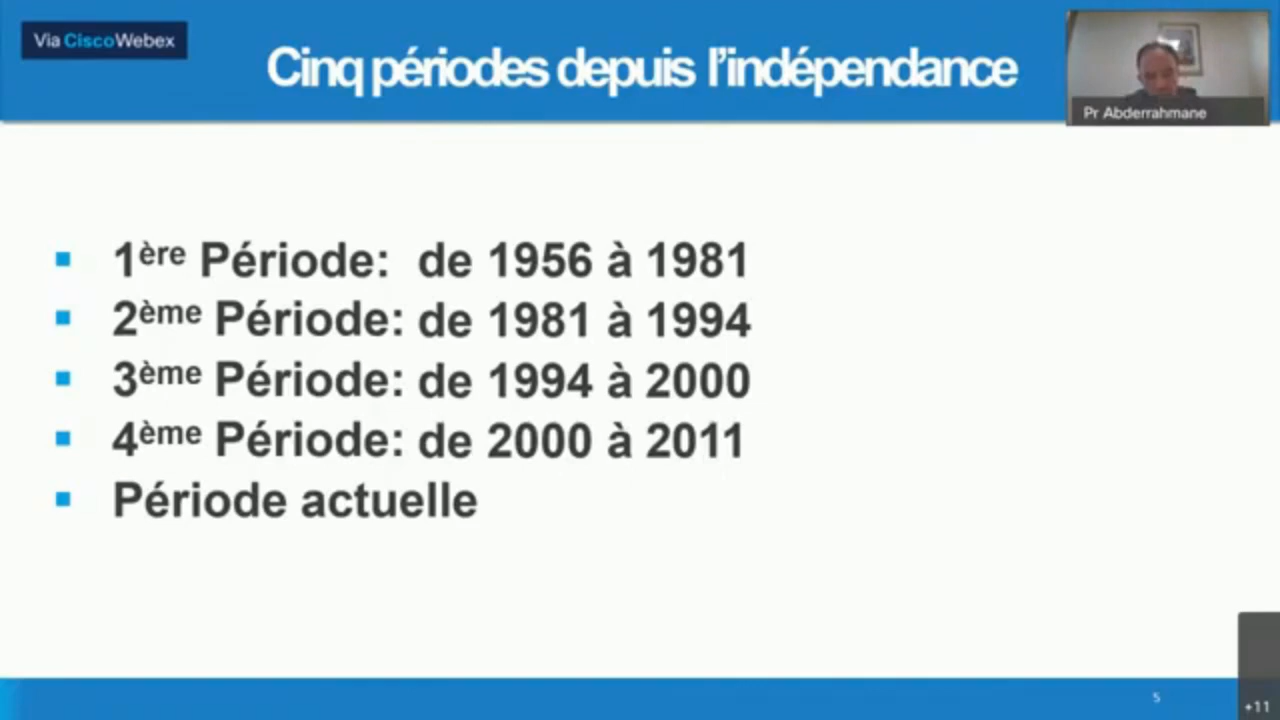 Via CiscoWebex
Cinq périodes depuis l'indépendance
Pr Abderrahmane
1ère Période: de 1956 à 1981
2ème Période: de 1981 à 1994
3ème Période: de 1994 à 2000
4ème Période: de 2000 à 2011
Période actuelle
5
+11